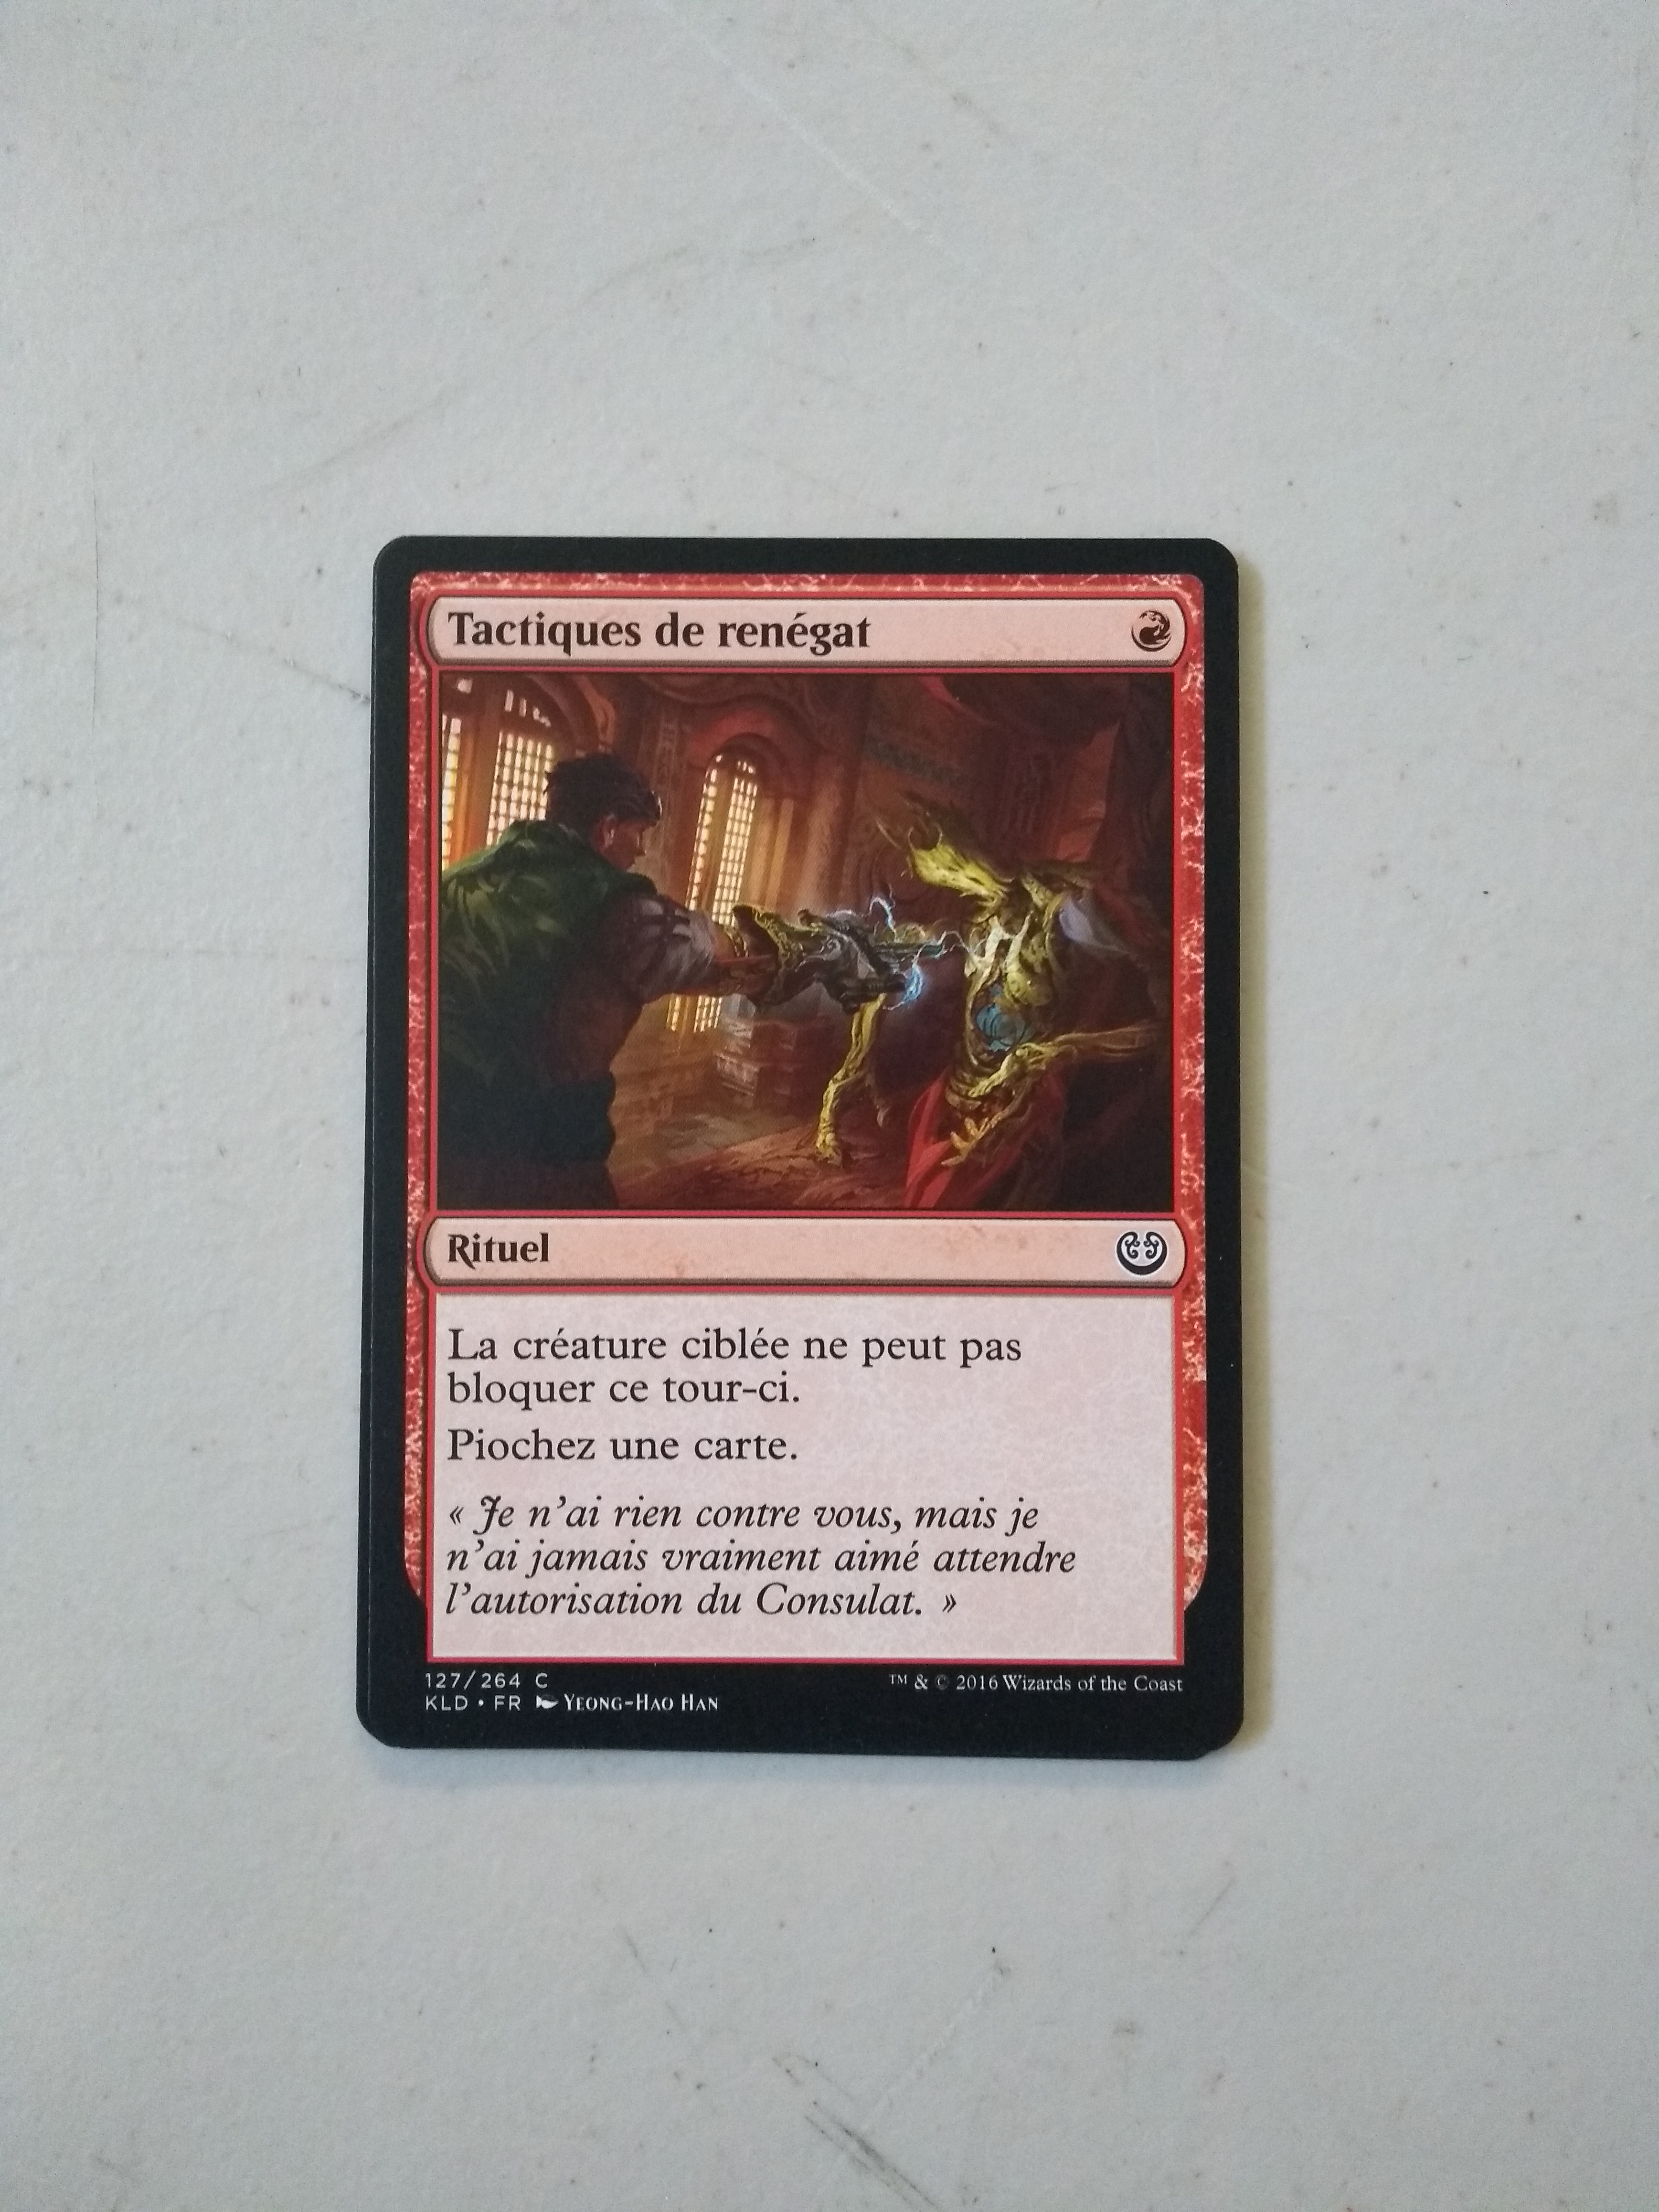 Tactiques de renégat
Rituel
La créature ciblée ne peut pas
bloquer ce tour-ci.
Piochez une carte.
« Je n'ai rien contre vous, mais je
n'ai jamais vraiment aimé attendre
l'autorisation du Consulat. »
127/264 C
KLD • FR YEONG-HAO HAN
™ & © 2016 Wizards of the Coast